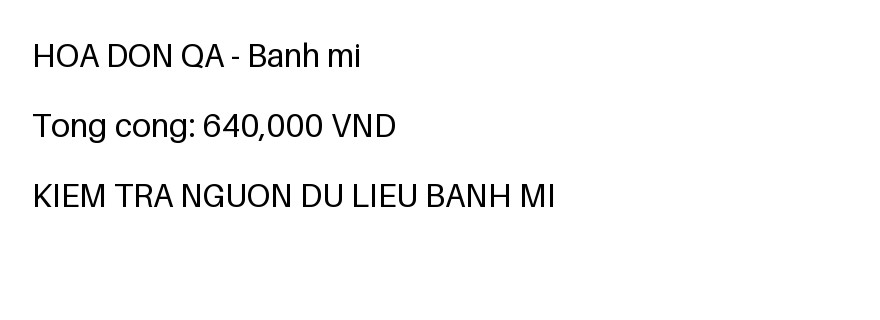 HOA DON QA - Banh mi
Tong cong: 640,000 VND
KIEM TRA NGUON DU LIEU BANH MI